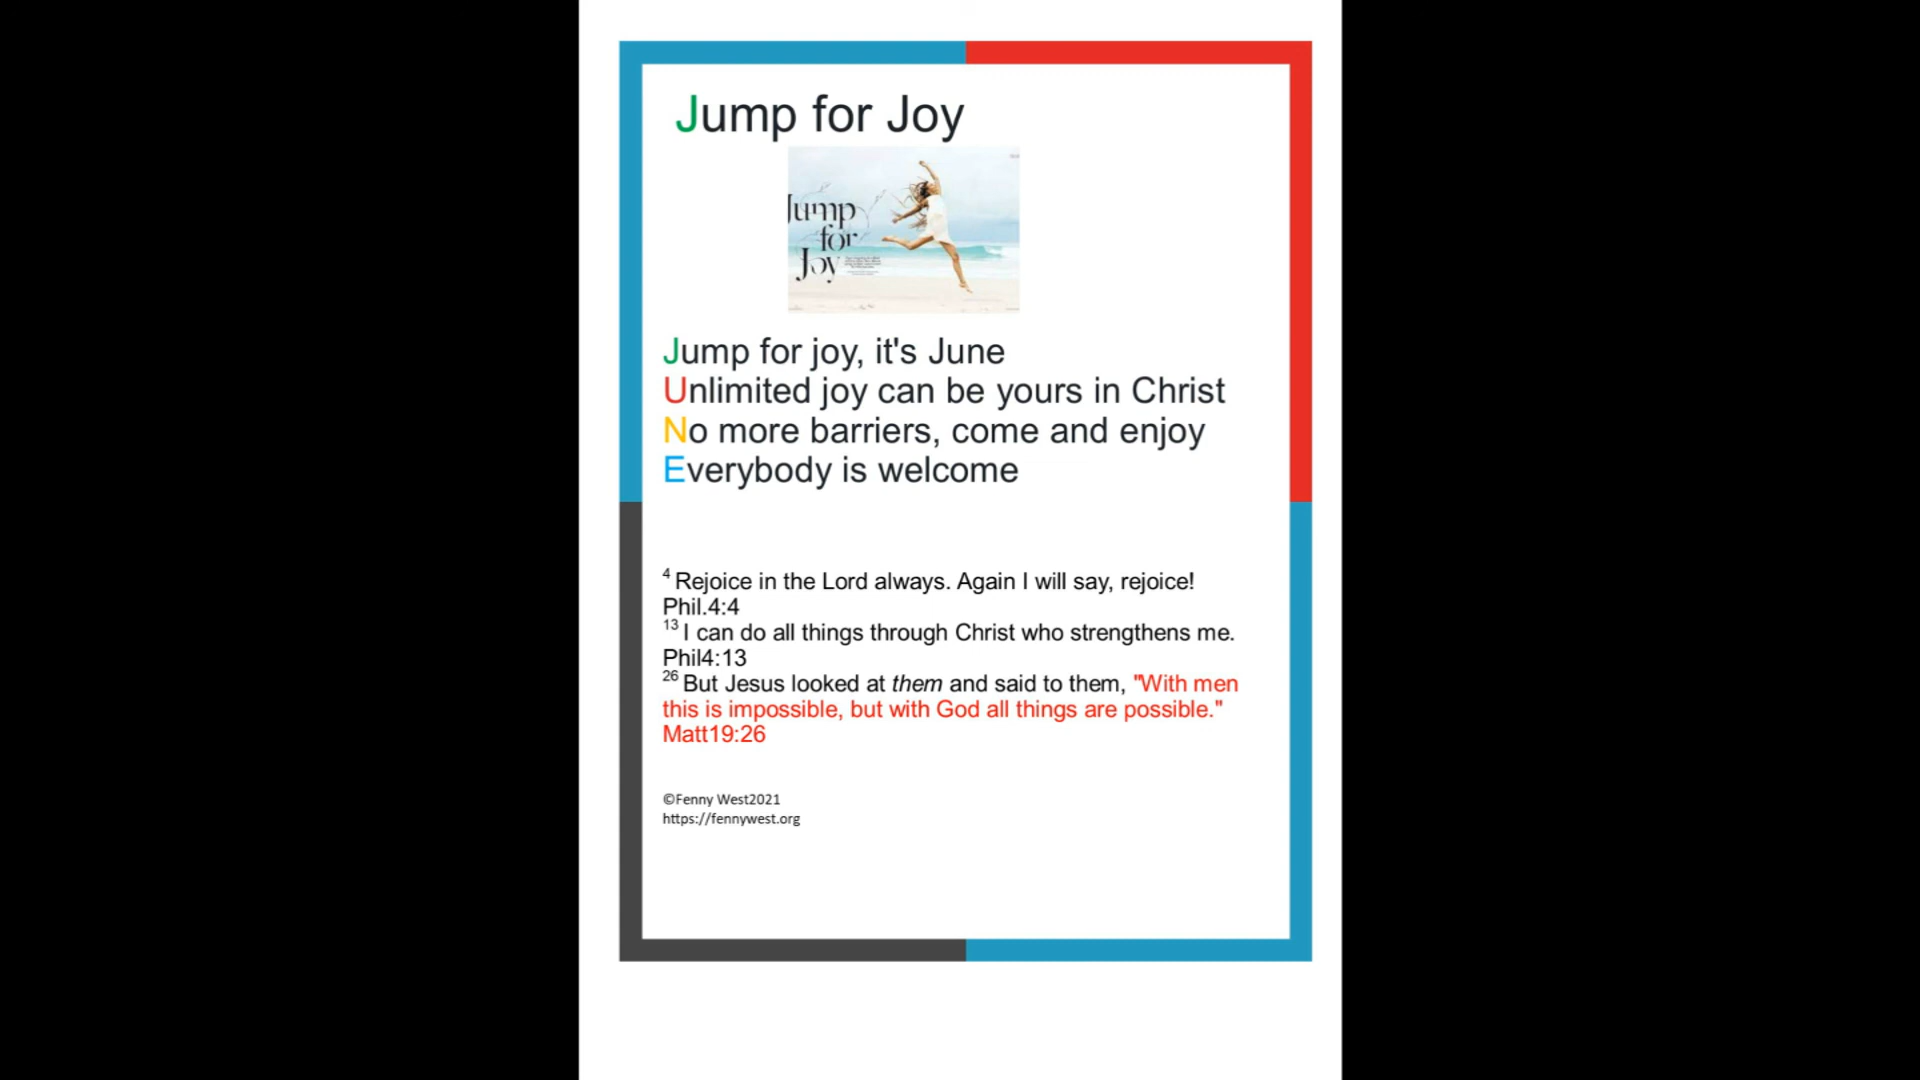 Jump for Joy
Jump
for
Joy
Jump for joy, it's June
Unlimited joy can be yours in Christ
No more barriers, come and enjoy
Everybody is welcome
4 Rejoice in the Lord always. Again I will say, rejoice!
Phil.4:4
13 I can do all things through Christ who strengthens me.
Phil4:13
26 But Jesus looked at them and said to them, "With men
this is impossible, but with God all things are possible."
Matt19:26
©Fenny West2021
https://fennywest.org